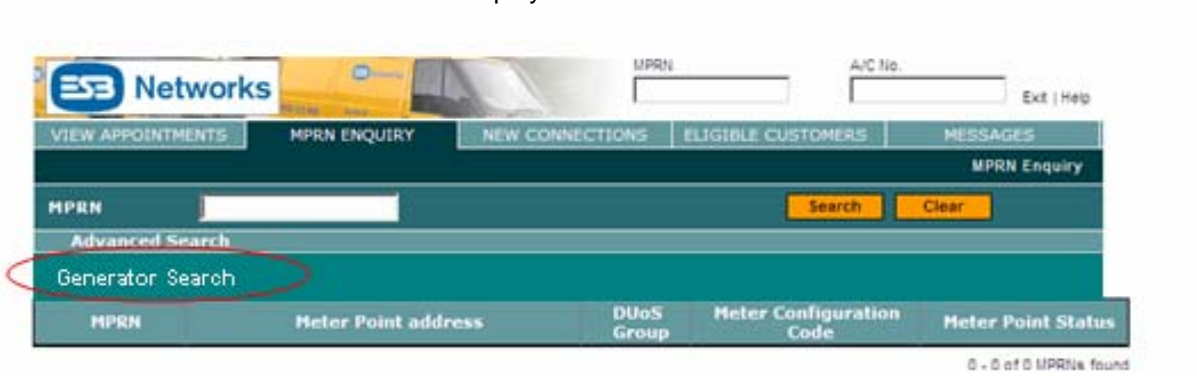 MPRN A/C No.
ESB Networks
Exit | Help
VIEW APPOINTMENTS MPRN ENQUIRY NEW CONNECTIONS ELIGIBLE CUSTOMERS MESSAGES
MPRN Enquiry
MPRN Search Clear
Advanced Search
Generator Search
MPRN Meter Point address DUoS Group Meter Configuration Code Meter Point Status
0 - 0 of 0 MPRNs found